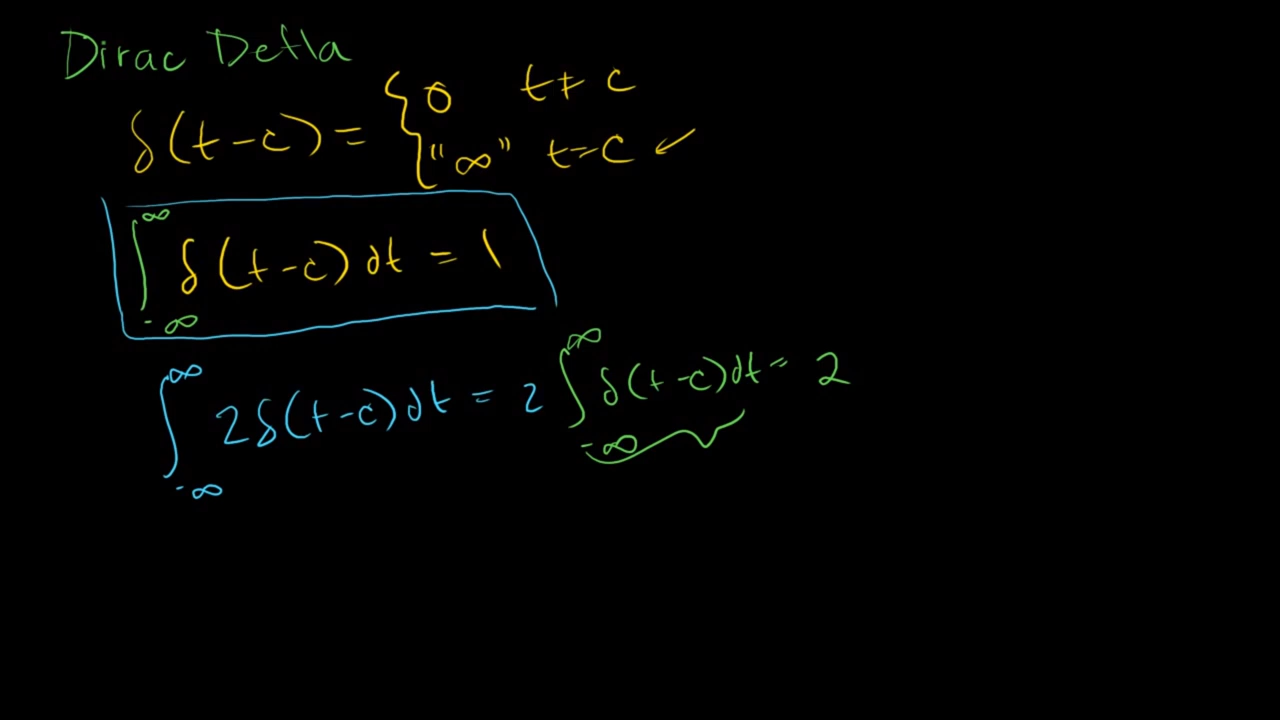 Dirac Delta
δ(t-c) = { 0 t≠c
"∞" t=c ✓
∫_{-∞}^{∞} δ(t-c) dt = 1
∫_{-∞}^{∞} 2δ(t-c) dt = 2 ∫_{-∞}^{∞} δ(t-c) dt = 2